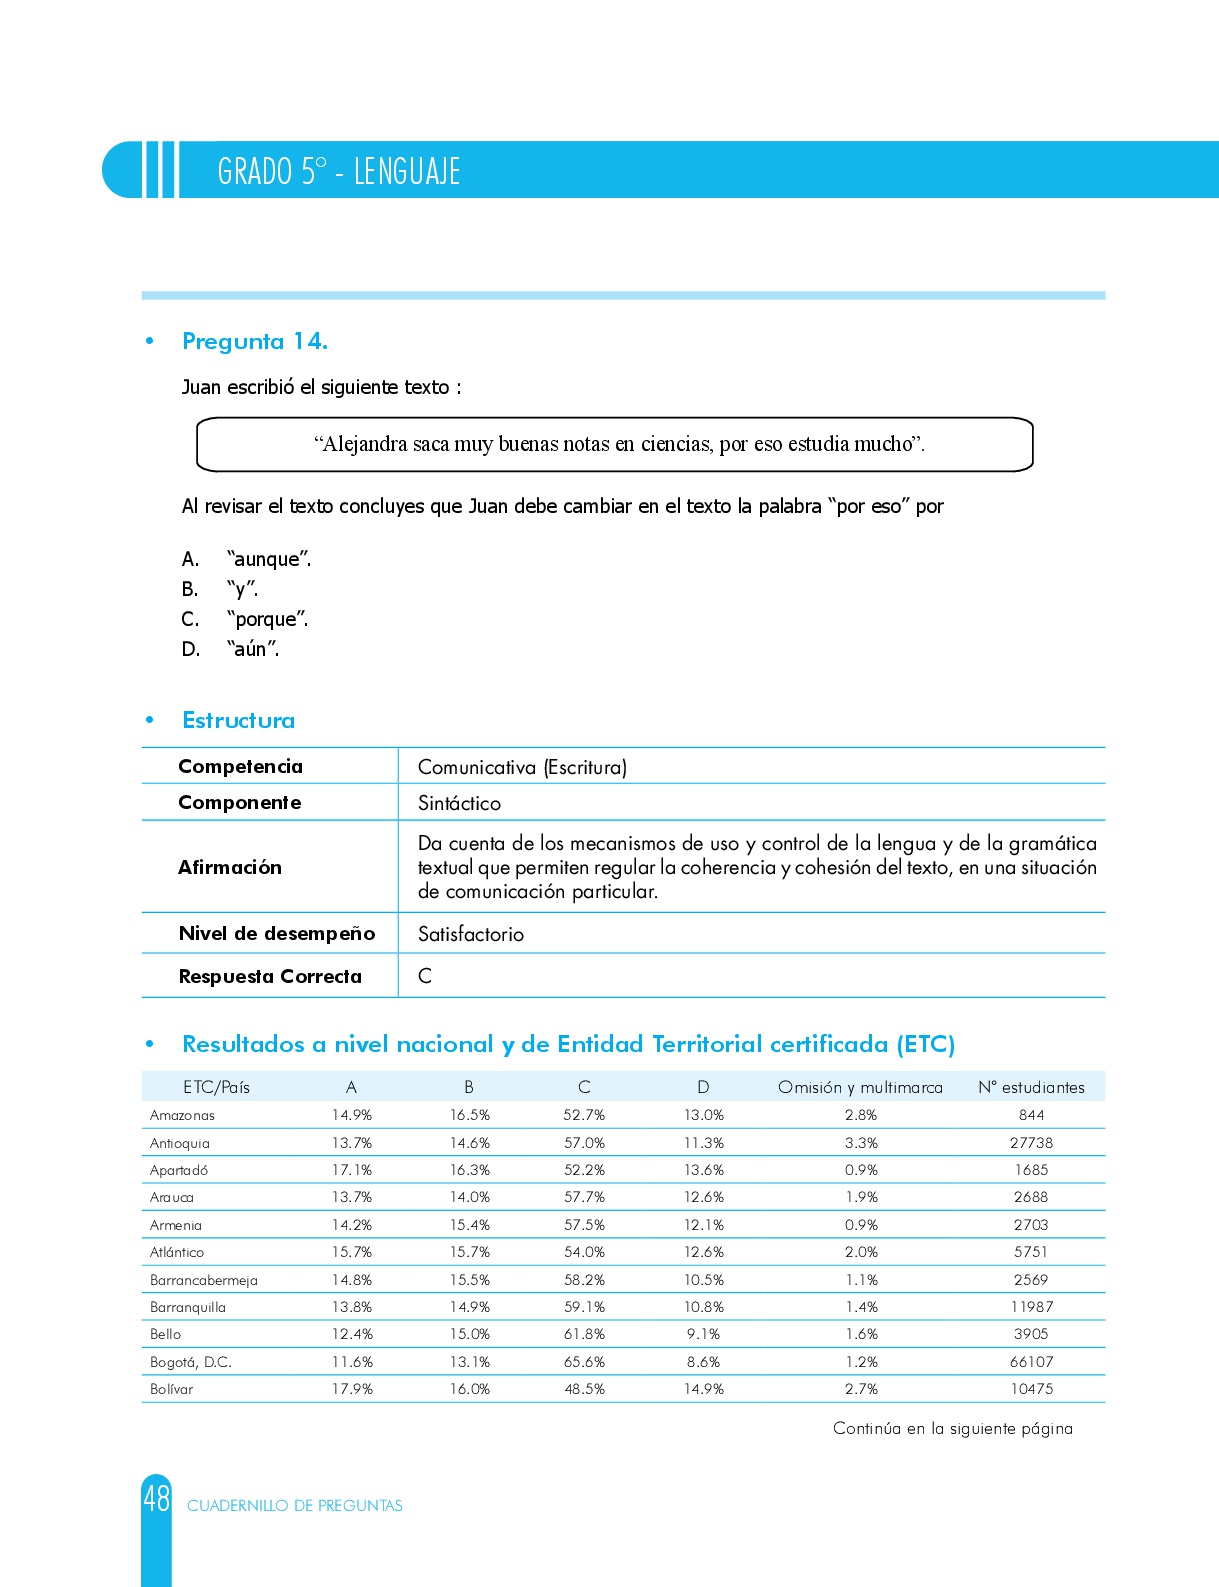 GRADO 5° - LENGUAJE
• Pregunta 14.
Juan escribió el siguiente texto :
“Alejandra saca muy buenas notas en ciencias, por eso estudia mucho”.
Al revisar el texto concluyes que Juan debe cambiar en el texto la palabra “por eso” por
A. “aunque”.
B. “y”.
C. “porque”.
D. “aún”.
• Estructura
Competencia Comunicativa (Escritura)
Componente Sintáctico
Afirmación Da cuenta de los mecanismos de uso y control de la lengua y de la gramática
textual que permiten regular la coherencia y cohesión del texto, en una situación
de comunicación particular.
Nivel de desempeño Satisfactorio
Respuesta Correcta C
• Resultados a nivel nacional y de Entidad Territorial certificada (ETC)
ETC/País A B C D Omisión y multimarca N° estudiantes
Amazonas 14.9% 16.5% 52.7% 13.0% 2.8% 844
Antioquia 13.7% 14.6% 57.0% 11.3% 3.3% 27738
Apartadó 17.1% 16.3% 52.2% 13.6% 0.9% 1685
Arauca 13.7% 14.0% 57.7% 12.6% 1.9% 2688
Armenia 14.2% 15.4% 57.5% 12.1% 0.9% 2703
Atlántico 15.7% 15.7% 54.0% 12.6% 2.0% 5751
Barrancabermeja 14.8% 15.5% 58.2% 10.5% 1.1% 2569
Barranquilla 13.8% 14.9% 59.1% 10.8% 1.4% 11987
Bello 12.4% 15.0% 61.8% 9.1% 1.6% 3905
Bogotá, D.C. 11.6% 13.1% 65.6% 8.6% 1.2% 66107
Bolívar 17.9% 16.0% 48.5% 14.9% 2.7% 10475
Continúa en la siguiente página
48 CUADERNILLO DE PREGUNTAS